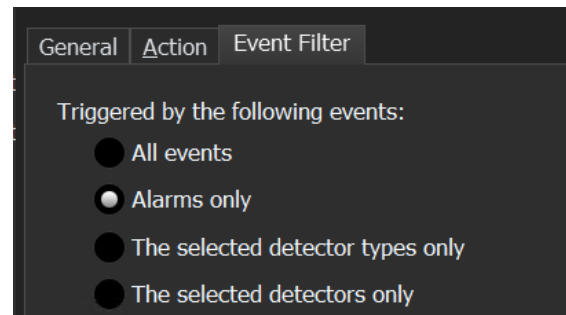 General Action Event Filter
Triggered by the following events:
All events
Alarms only
The selected detector types only
The selected detectors only